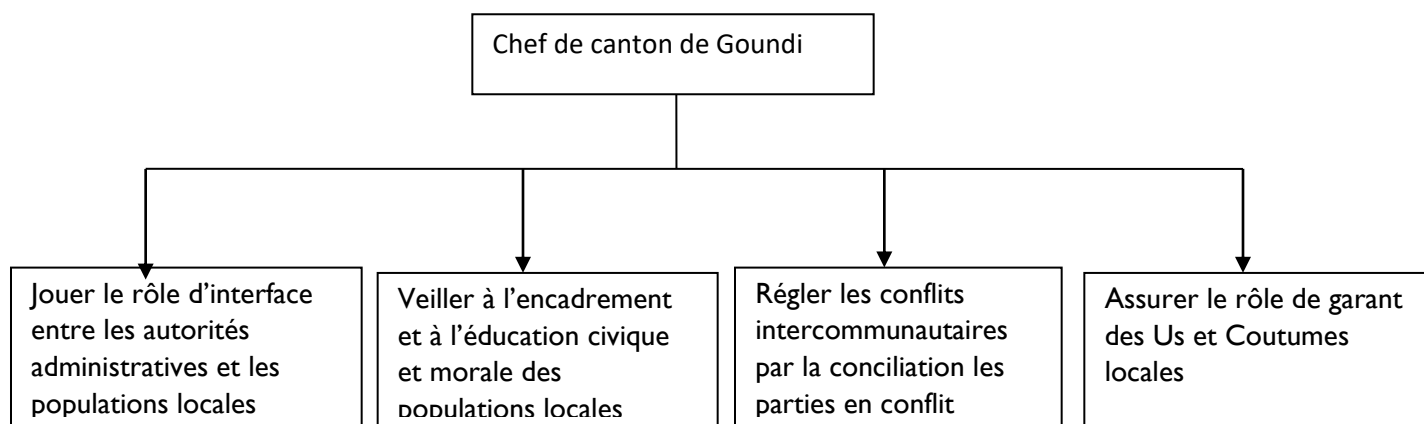 Chef de canton de Goundi
Jouer le rôle d’interface
entre les autorités
administratives et les
populations locales
Veiller à l’encadrement
et à l’éducation civique
et morale des
populations locales
Régler les conflits
intercommunautaires
par la conciliation les
parties en conflit
Assurer le rôle de garant
des Us et Coutumes
locales